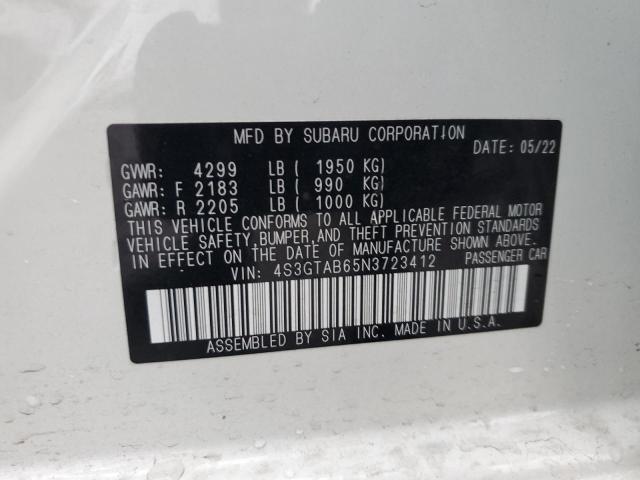 MFD BY SUBARU CORPORATION
DATE: 05/22
GVWR: 4299 LB ( 1950 KG)
GAWR: F 2183 LB ( 990 KG)
GAWR: R 2205 LB ( 1000 KG)
THIS VEHICLE CONFORMS TO ALL APPLICABLE FEDERAL MOTOR
VEHICLE SAFETY, BUMPER, AND THEFT PREVENTION STANDARDS
IN EFFECT ON THE DATE OF MANUFACTURE SHOWN ABOVE.
VIN: 4S3GTAB65N3723412 PASSENGER CAR
ASSEMBLED BY SIA INC. MADE IN U.S.A.